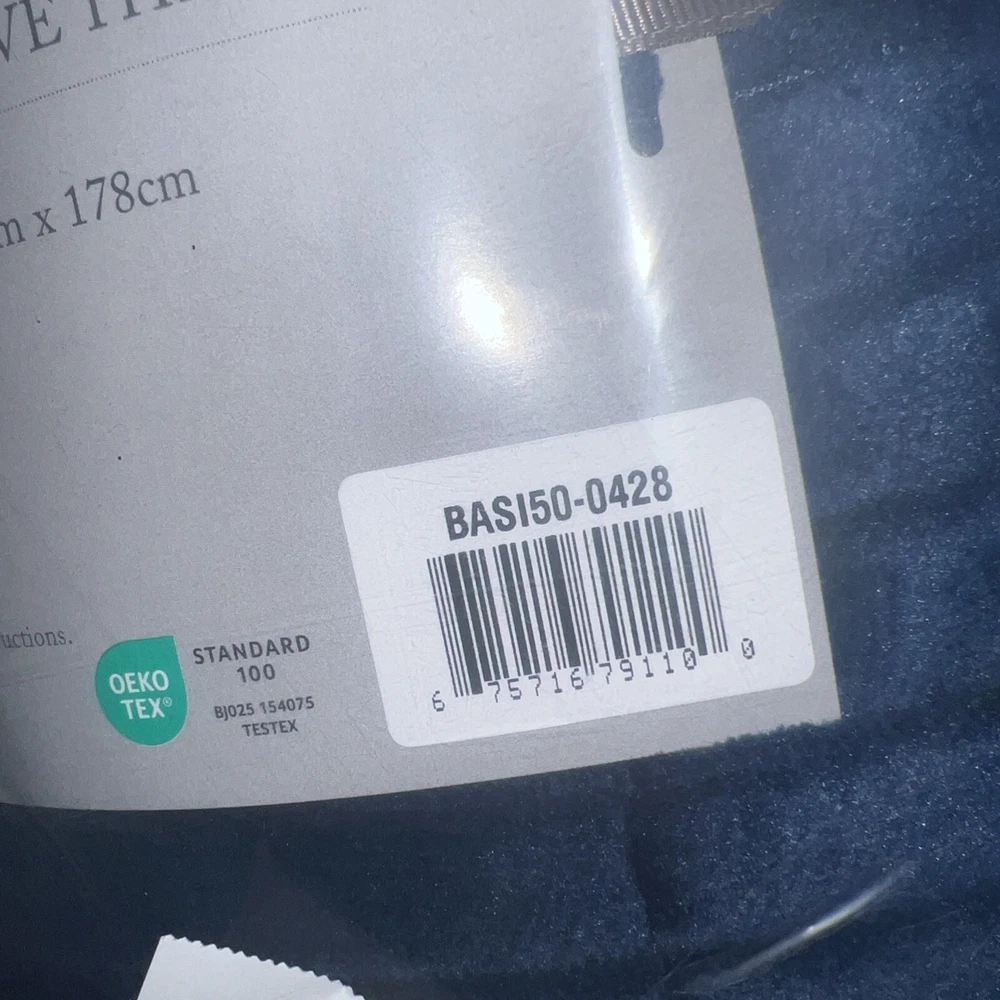 m x 178cm
BASI50-0428
6 75716 79110 0
uctions.
OEKO
TEX®
STANDARD
100
BJ025 154075
TESTEX